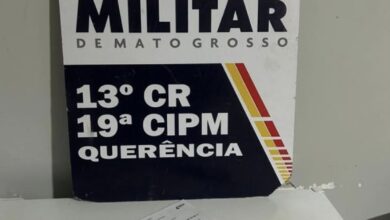 MILITAR
DE MATO GROSSO
13º CR
19ª CIPM
QUERÊNCIA